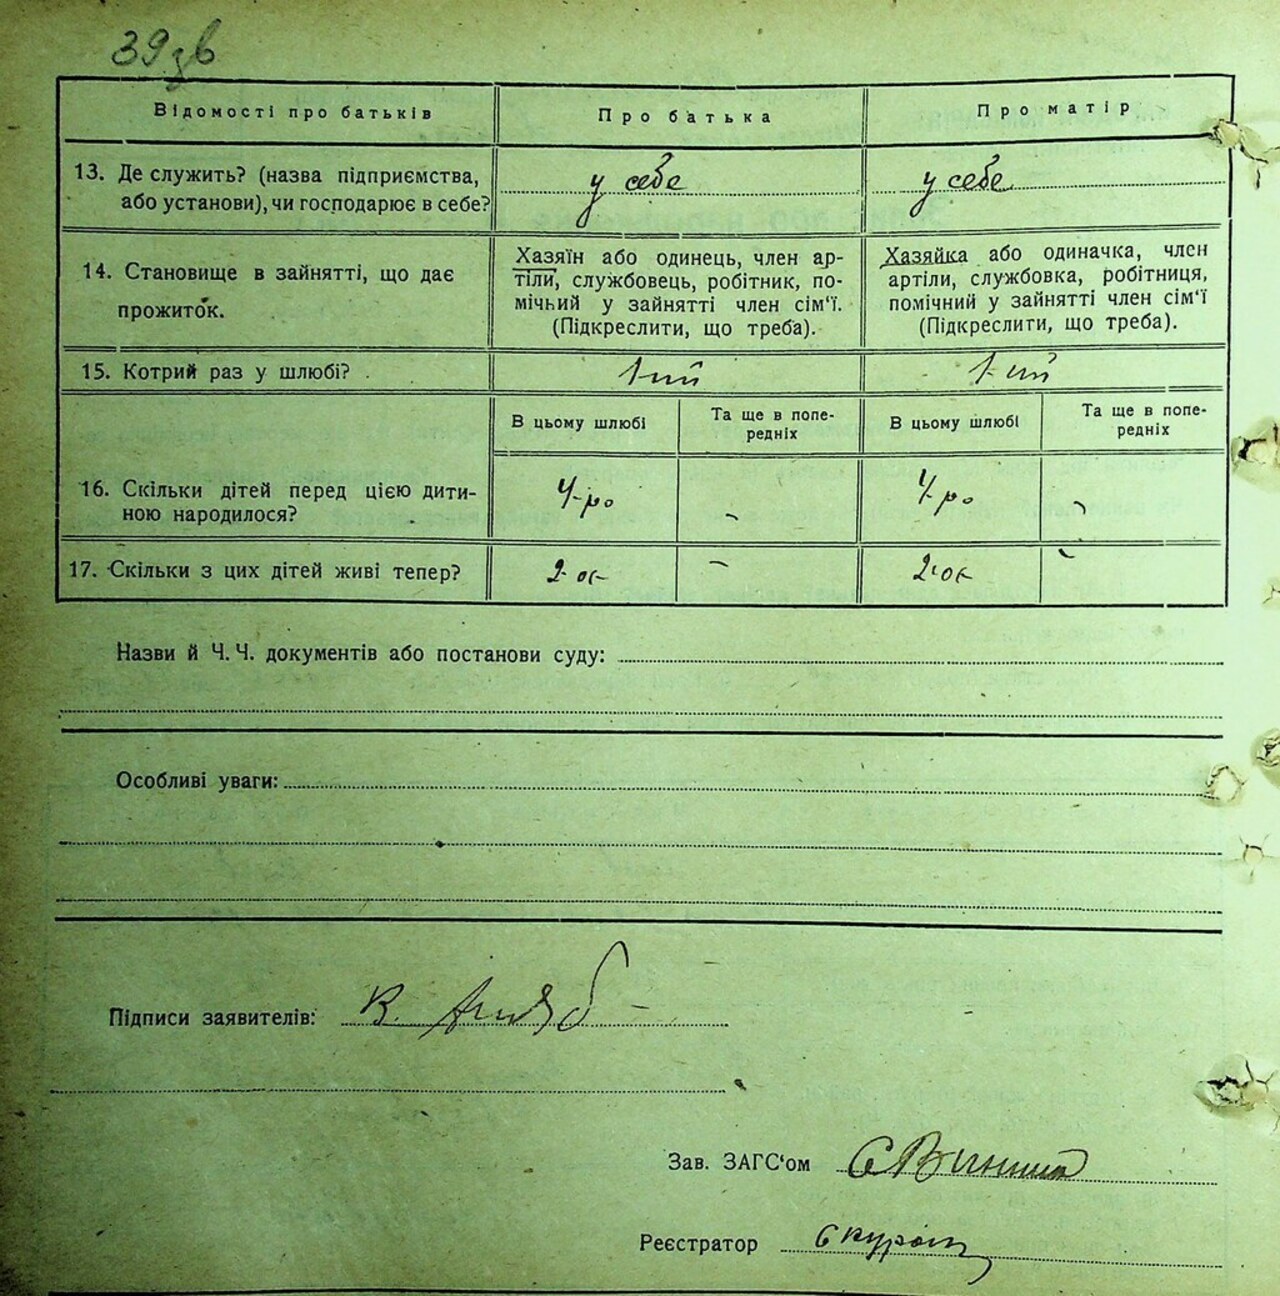 39зв
Відомості про батьків
Про батька
Про матір
13. Де служить? (назва підприємства,
або установи), чи господарює в себе?
у себе
у себе
14. Становище в зайнятті, що дає
прожиток.
Хазяїн або одинець, член ар-
тіли, службовець, робітник, по-
мічний у зайнятті член сім'ї.
(Підкреслити, що треба).
Хазяйка або одиначка, член
артіли, службовка, робітниця,
помічний у зайнятті член сім'ї
(Підкреслити, що треба).
15. Котрий раз у шлюбі?
1-ий
1-ий
В цьому шлюбі
Та ще в попе-
редніх
В цьому шлюбі
Та ще в попе-
редніх
16. Скільки дітей перед цією дити-
ною народилося?
4-ро
-
4-ро
-
17. Скільки з цих дітей живі тепер?
2-ох
-
2-ох
-
Назви й Ч. Ч. документів або постанови суду:
Особливі уваги:
Підписи заявителів: К.
Зав. ЗАГС'ом
Реєстратор